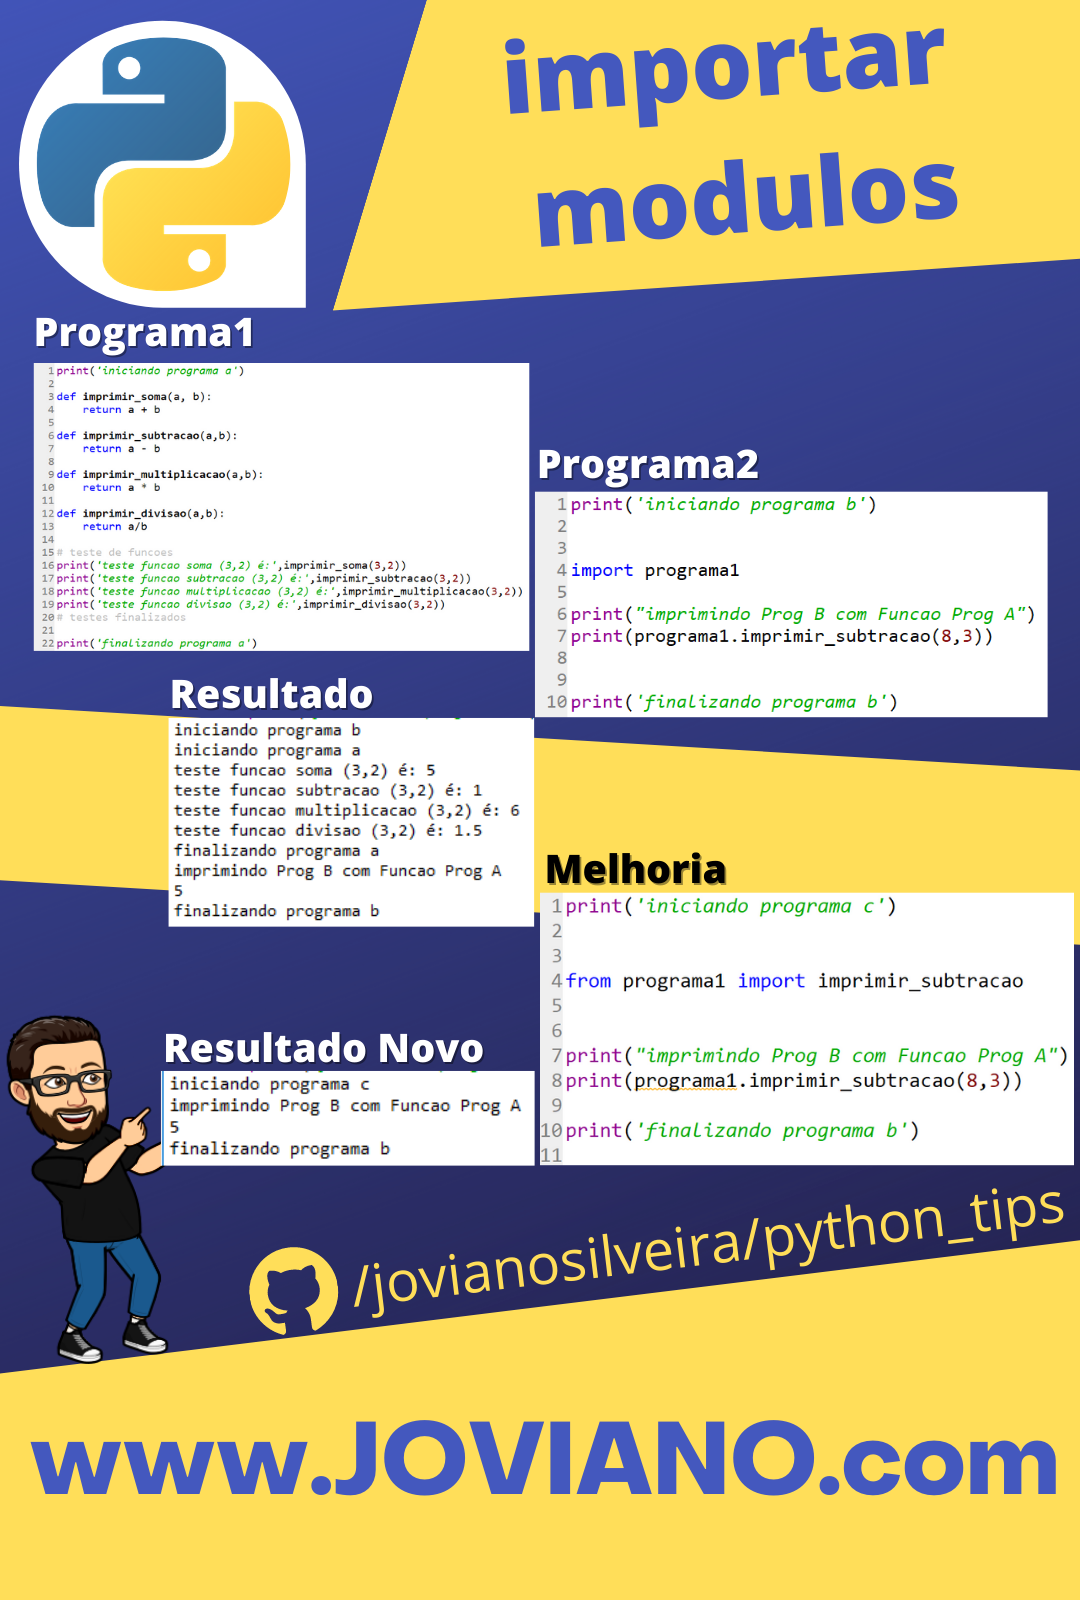 importar
modulos
Programa1
1 print('iniciando programa a')
2
3 def imprimir_soma(a, b):
4     return a + b
5
6 def imprimir_subtracao(a,b):
7     return a - b
8
9 def imprimir_multiplicacao(a,b):
10     return a * b
11
12 def imprimir_divisao(a,b):
13     return a/b
14
15 # teste de funcoes
16 print('teste funcao soma (3,2) é:',imprimir_soma(3,2))
17 print('teste funcao subtracao (3,2) é:',imprimir_subtracao(3,2))
18 print('teste funcao multiplicacao (3,2) é:',imprimir_multiplicacao(3,2))
19 print('teste funcao divisao (3,2) é:',imprimir_divisao(3,2))
20 # testes finalizados
21
22 print('finalizando programa a')
Programa2
1 print('iniciando programa b')
2
3
4 import programa1
5
6 print("imprimindo Prog B com Funcao Prog A")
7 print(programa1.imprimir_subtracao(8,3))
8
9
10 print('finalizando programa b')
Resultado
iniciando programa b
iniciando programa a
teste funcao soma (3,2) é: 5
teste funcao subtracao (3,2) é: 1
teste funcao multiplicacao (3,2) é: 6
teste funcao divisao (3,2) é: 1.5
finalizando programa a
imprimindo Prog B com Funcao Prog A
5
finalizando programa b
Melhoria
1 print('iniciando programa c')
2
3
4 from programa1 import imprimir_subtracao
5
6
7 print("imprimindo Prog B com Funcao Prog A")
8 print(programa1.imprimir_subtracao(8,3))
9
10 print('finalizando programa b')
11
Resultado Novo
iniciando programa c
imprimindo Prog B com Funcao Prog A
5
finalizando programa b
/jovianosilveira/python_tips
www.JOVIANO.com